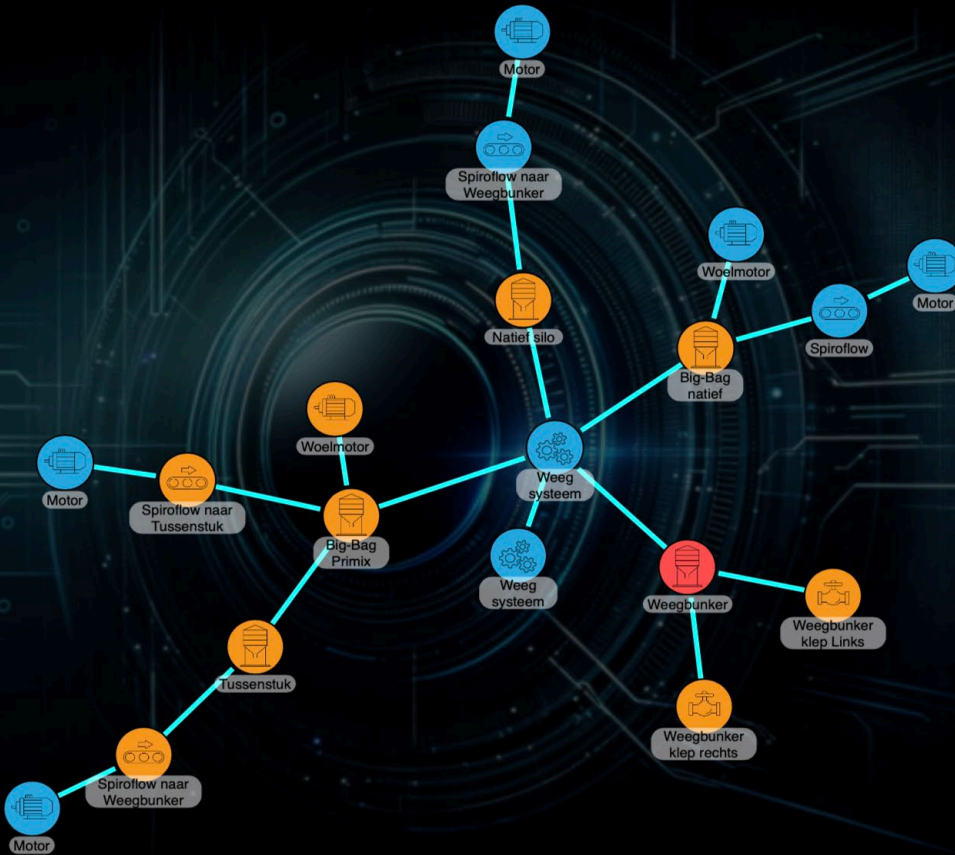 Motor
Spiroflow naar
Weegbunker
Woelmotor
Motor
Natief silo
Spiroflow
Big-Bag
natief
Woelmotor
Weeg
systeem
Motor
Spiroflow naar
Tussenstuk
Big-Bag
Primix
Weeg
systeem
Weegbunker
Weegbunker
klep Links
Tussenstuk
Weegbunker
klep rechts
Spiroflow naar
Weegbunker
Motor